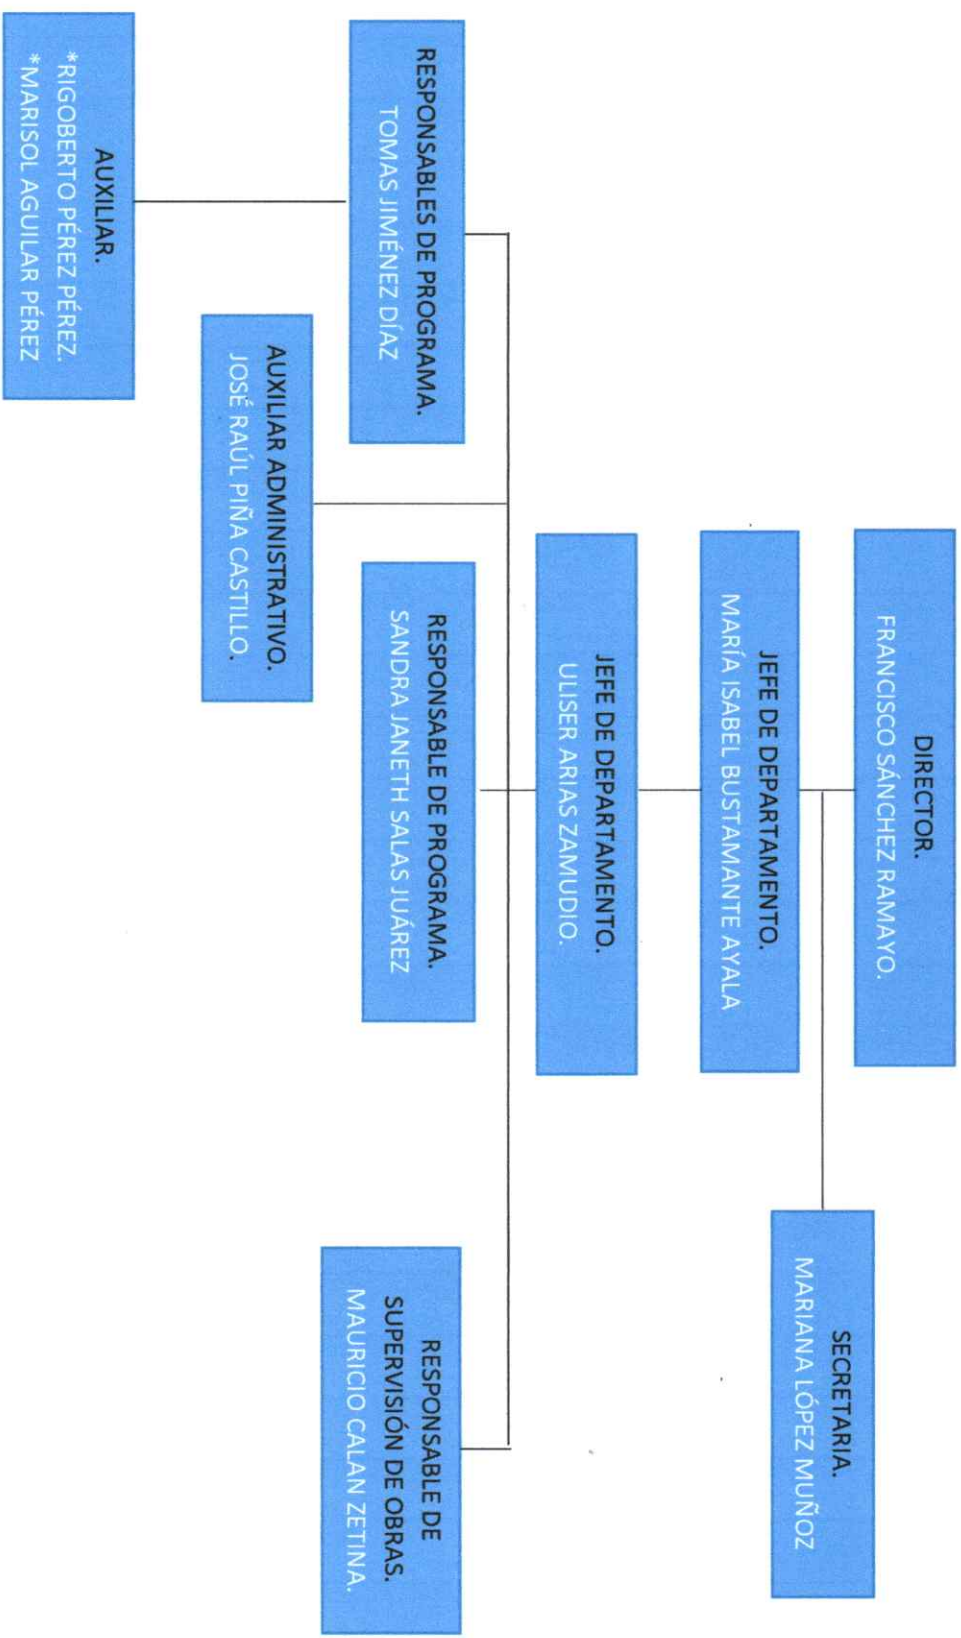 DIRECTOR.
FRANCISCO SÁNCHEZ RAMAYO.
SECRETARIA.
MARIANA LÓPEZ MUÑOZ
JEFE DE DEPARTAMENTO.
MARÍA ISABEL BUSTAMANTE AYALA
JEFE DE DEPARTAMENTO.
ULISER ARIAS ZAMUDIO.
RESPONSABLES DE PROGRAMA.
TOMAS JIMÉNEZ DÍAZ
RESPONSABLE DE PROGRAMA.
SANDRA JANETH SALAS JUÁREZ
RESPONSABLE DE
SUPERVISIÓN DE OBRAS.
MAURICIO CALAN ZETINA.
AUXILIAR ADMINISTRATIVO.
JOSÉ RAÚL PIÑA CASTILLO.
AUXILIAR.
*RIGOBERTO PÉREZ PÉREZ.
*MARISOL AGUILAR PÉREZ